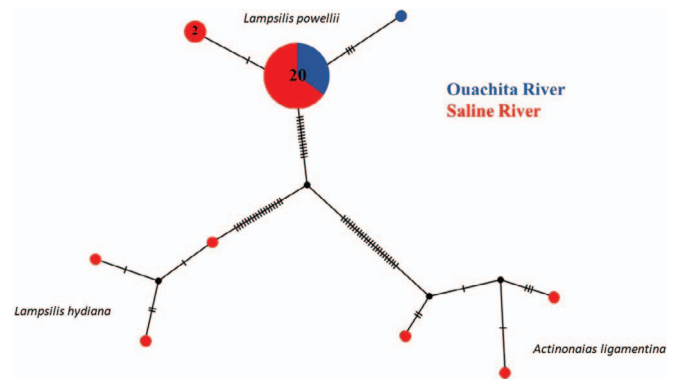 Lampsilis powellii
2
20
Ouachita River
Saline River
Lampsilis hydiana
Actinonaias ligamentina